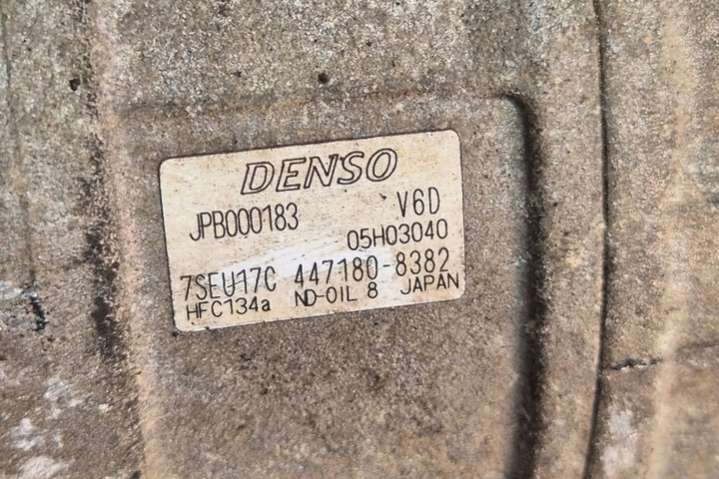 DENSO
JPB000183 V6D
05H03040
7SEU17C 447180-8382
HFC134a ND-OIL 8 JAPAN